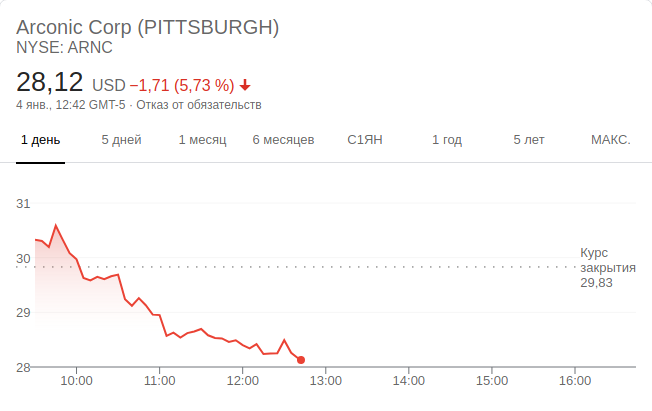 Arconic Corp (PITTSBURGH)
NYSE: ARNC
28,12 USD −1,71 (5,73 %)
4 янв., 12:42 GMT-5 · Отказ от обязательств
1 день 5 дней 1 месяц 6 месяцев С1ЯН 1 год 5 лет МАКС.
31
30
29
28
Курс
закрытия
29,83
10:00 11:00 12:00 13:00 14:00 15:00 16:00